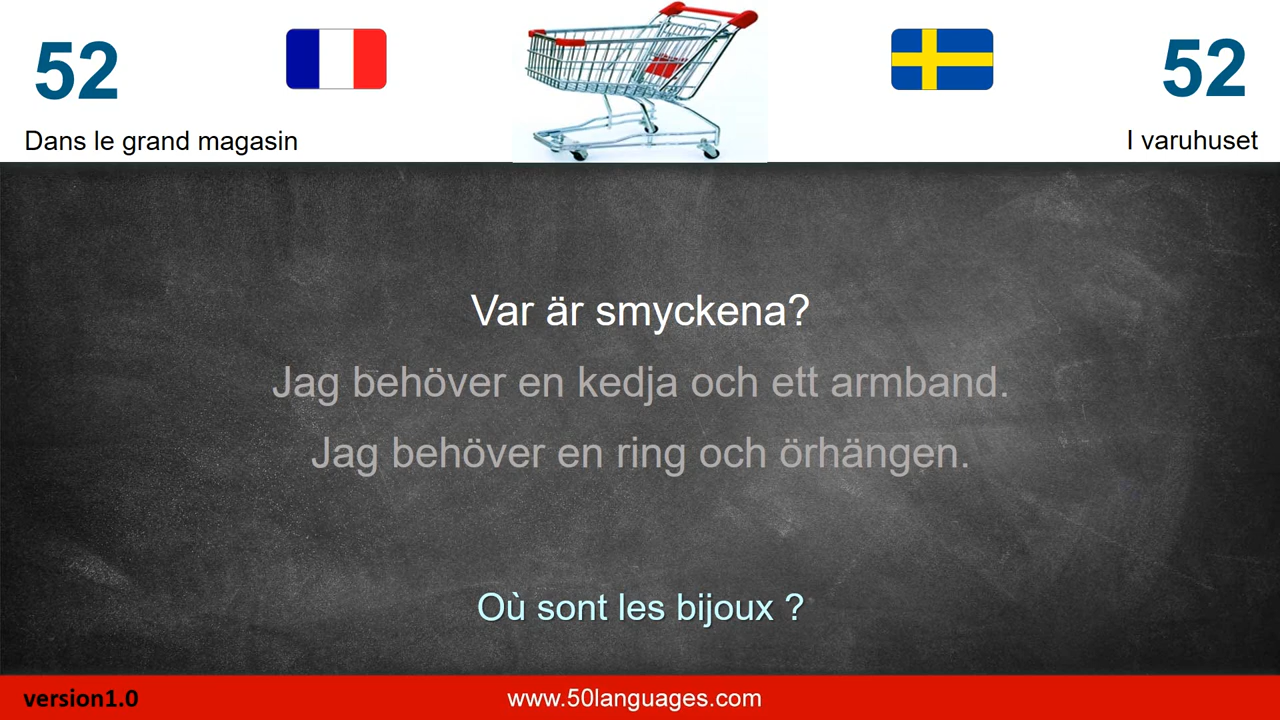 52
52
Dans le grand magasin
I varuhuset
Var är smyckena?
Jag behöver en kedja och ett armband.
Jag behöver en ring och örhängen.
Où sont les bijoux ?
version1.0
www.50languages.com